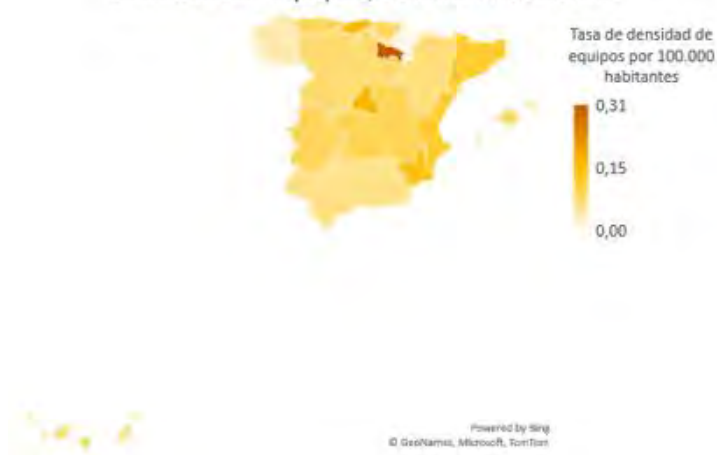 Tasa de densidad de
equipos por 100.000
habitantes
0,31
0,15
0,00
Powered by Bing
© GeoNames, Microsoft, TomTom